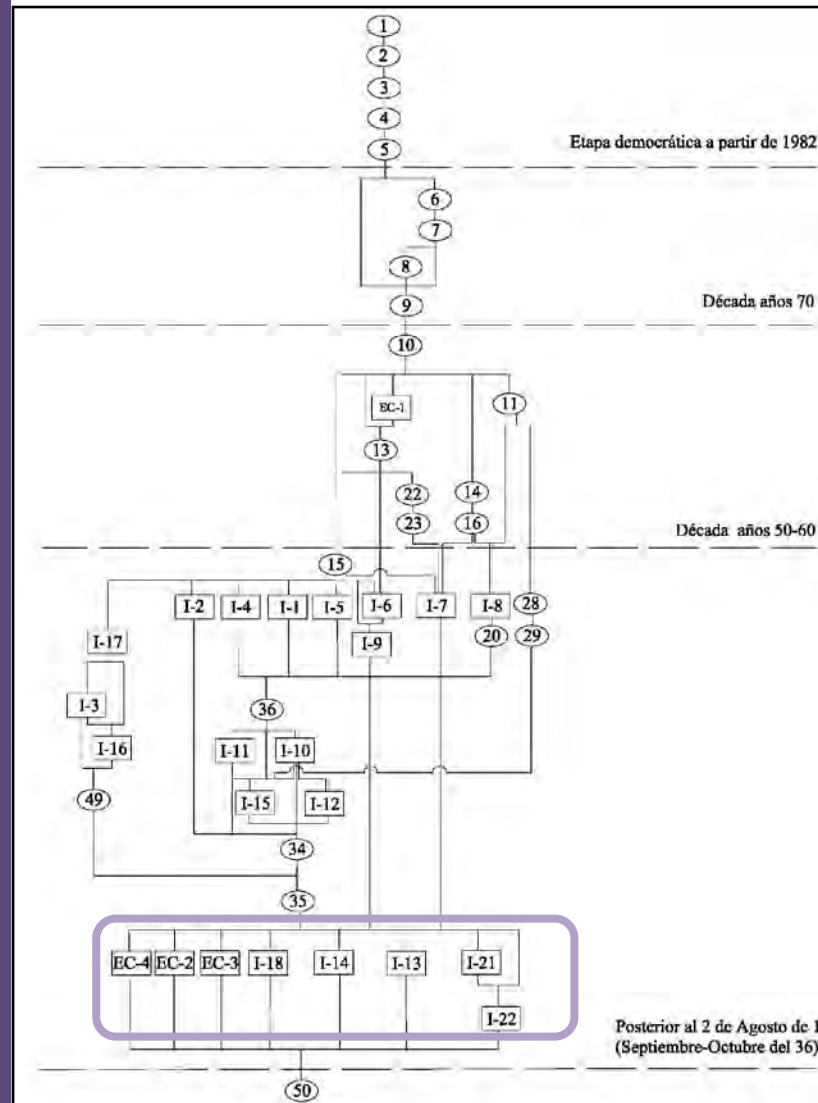 1
2
3
4
Etapa democrática a partir de 1982
5
6
7
8
Década años 70
9
10
EC-1
11
13
22 14
23 16
Década años 50-60
15
I-2 I-4 I-1 I-5 I-6 I-7 I-8 28
20 29
I-17 I-9
I-3
36
I-16 I-11 I-10
49 I-15 I-12
34
35
EC-4 EC-2 EC-3 I-18 I-14 I-13 I-21
I-22
Posterior al 2 de Agosto de 1
(Septiembre-Octubre del 36)
50